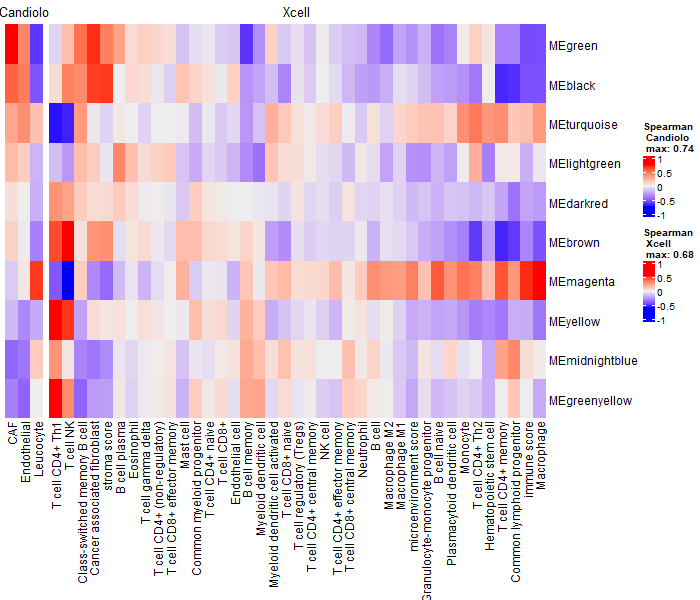 Candiolo
Xcell
MEgreen
MEblack
MEturquoise
MElightgreen
MEdarkred
MEbrown
MEmagenta
MEyellow
MEmidnightblue
MEgreenyellow
Spearman
Candiolo
max: 0.74
1
0.5
0
-0.5
-1
Spearman
Xcell
max: 0.68
1
0.5
0
-0.5
-1
CAF
Endothelial
Leucocyte
T cell CD4+ Th1
T cell NK
Class-switched memory B cell
Cancer associated fibroblast
stroma score
B cell plasma
Eosinophil
T cell gamma delta
T cell CD4+ (non-regulatory)
T cell CD8+ effector memory
Mast cell
Common myeloid progenitor
T cell CD4+ naive
T cell CD8+
Endothelial cell
B cell memory
Myeloid dendritic cell
Myeloid dendritic cell activated
T cell CD8+ naive
T cell regulatory (Tregs)
T cell CD4+ central memory
NK cell
T cell CD4+ effector memory
T cell CD8+ central memory
Neutrophil
B cell
Macrophage M2
Macrophage M1
microenvironment score
Granulocyte-monocyte progenitor
B cell naive
Plasmacytoid dendritic cell
Monocyte
T cell CD4+ Th2
Hematopoietic stem cell
T cell CD4+ memory
Common lymphoid progenitor
immune score
Macrophage